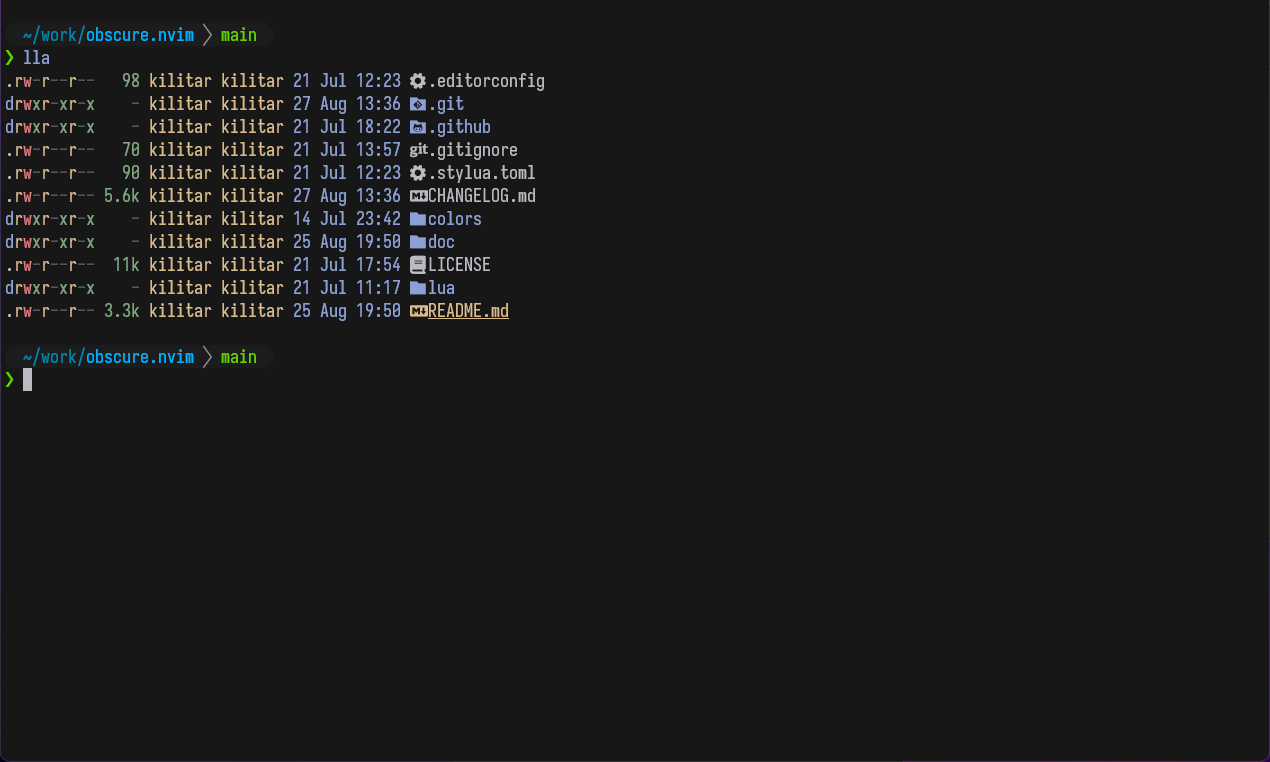 ~/work/obscure.nvim main
❯ lla
.rw-r--r-- 98 kilitar kilitar 21 Jul 12:23 .editorconfig
drwxr-xr-x - kilitar kilitar 27 Aug 13:36 .git
drwxr-xr-x - kilitar kilitar 21 Jul 18:22 .github
.rw-r--r-- 70 kilitar kilitar 21 Jul 13:57 git .gitignore
.rw-r--r-- 90 kilitar kilitar 21 Jul 12:23 .stylua.toml
.rw-r--r-- 5.6k kilitar kilitar 27 Aug 13:36 CHANGELOG.md
drwxr-xr-x - kilitar kilitar 14 Jul 23:42 colors
drwxr-xr-x - kilitar kilitar 25 Aug 19:50 doc
.rw-r--r-- 11k kilitar kilitar 21 Jul 17:54 LICENSE
drwxr-xr-x - kilitar kilitar 21 Jul 11:17 lua
.rw-r--r-- 3.3k kilitar kilitar 25 Aug 19:50 README.md
~/work/obscure.nvim main
❯